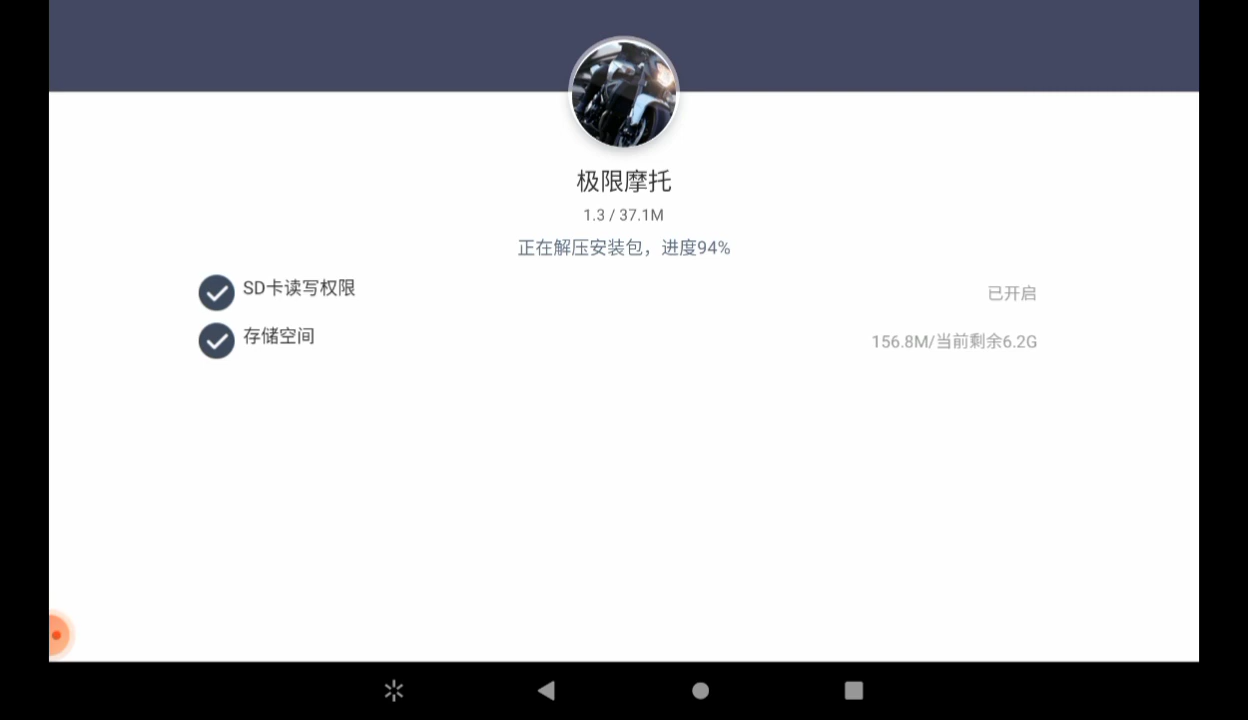 极限摩托
1.3 / 37.1M
正在解压安装包，进度94%
SD卡读写权限 已开启
存储空间 156.8M/当前剩余6.2G